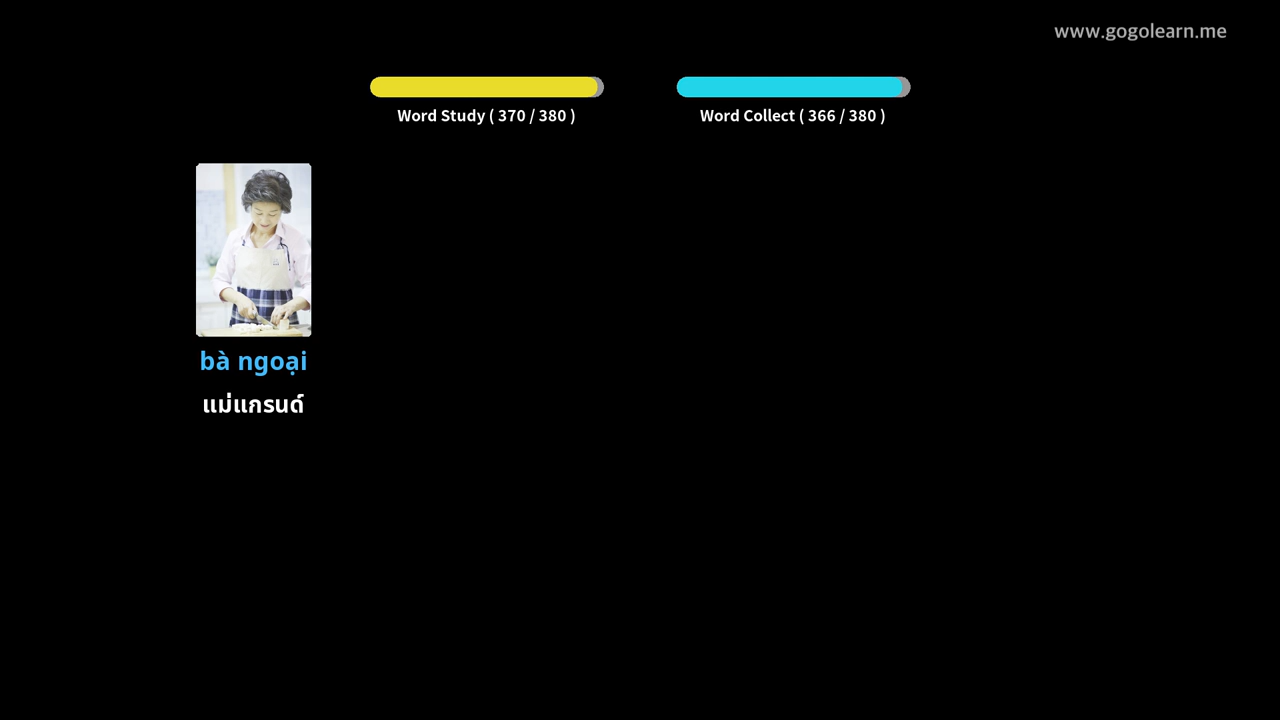 www.gogolearn.me
Word Study ( 370 / 380 )
Word Collect ( 366 / 380 )
bà ngoại
แม่แกรนด์